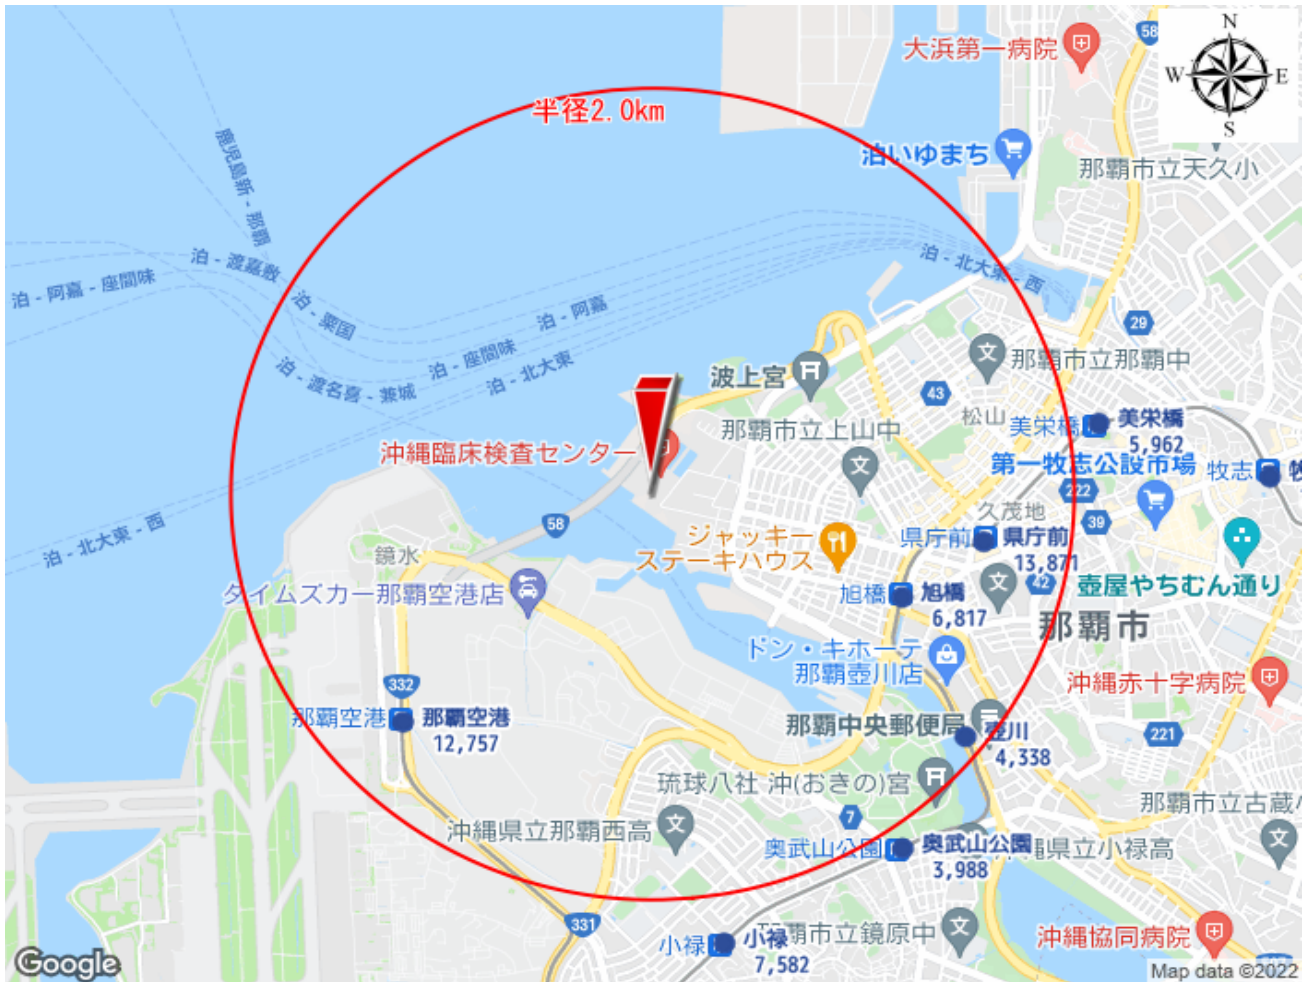 N
W
E
S
58
大浜第一病院
半径2.0km
泊いゆまち
那覇市立天久小
鹿児島新 - 那覇
泊 - 渡嘉敷
泊 - 阿嘉 - 座間味
泊 - 粟国
泊 - 阿嘉
泊 - 座間味
泊 - 北大東
泊 - 渡名喜 - 兼城
泊 - 北大東 - 西
29
那覇市立那覇中
波上宮
43
松山
那覇市立上山中
美栄橋
美栄橋
5,962
沖縄臨床検査センター
第一牧志公設市場
牧志
222
久茂地
39
58
泊 - 北大東 - 西
鏡水
ジャッキー
ステーキハウス
県庁前
県庁前
13,871
42
タイムズカー那覇空港店
旭橋
旭橋
6,817
壺屋やちむん通り
那覇市
ドン・キホーテ
那覇壺川店
332
沖縄赤十字病院
那覇空港
那覇空港
12,757
那覇中央郵便局
壺川
4,338
221
琉球八社 沖(おきの)宮
7
那覇市立古蔵小
沖縄県立那覇西高
奥武山公園
奥武山公園
3,988
沖縄県立小禄高
331
小禄
小禄
7,582
那覇市立鏡原中
沖縄協同病院
Google
Map data ©2022